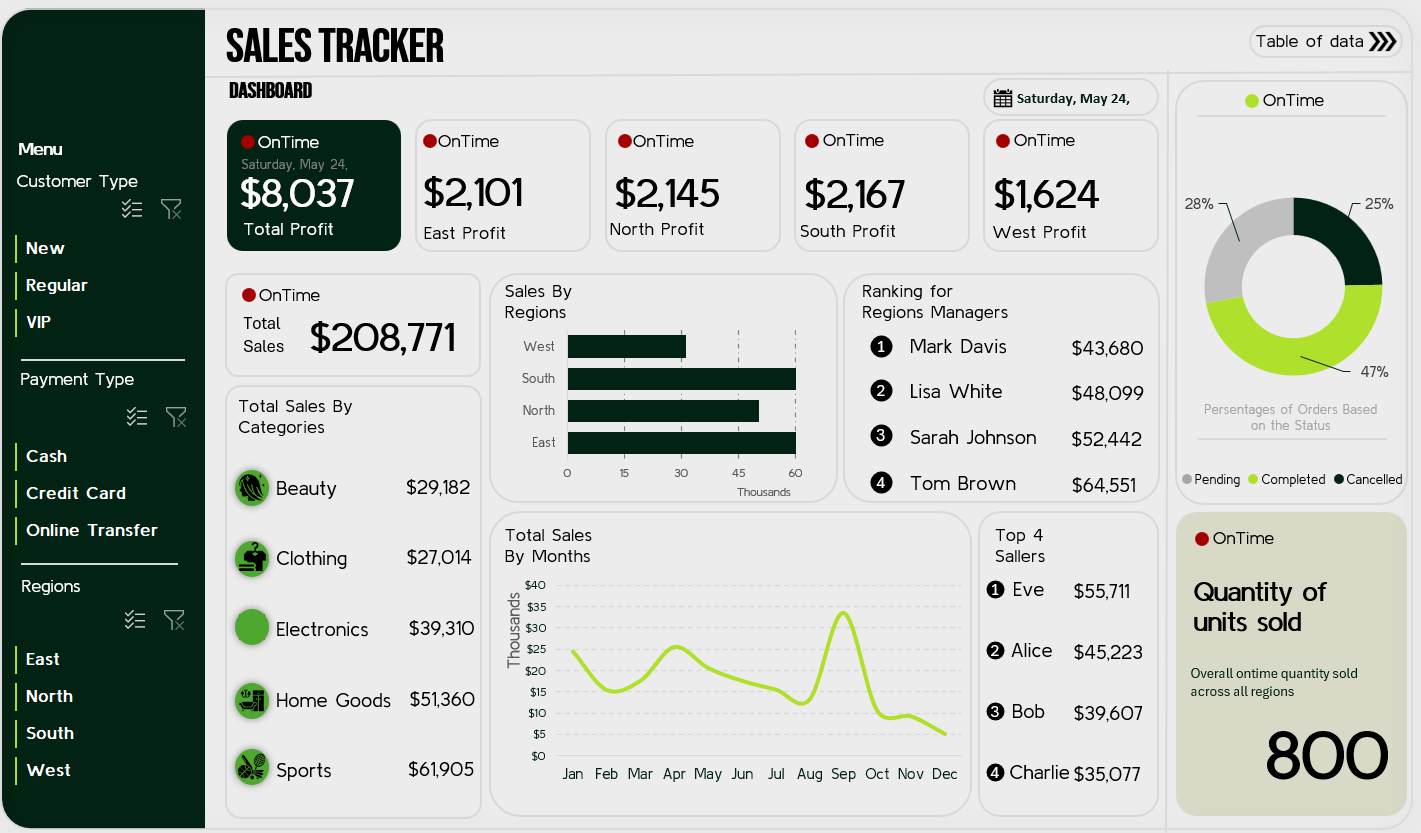 SALES TRACKER
Table of data
DASHBOARD
Saturday, May 24,
Menu
Customer Type
New
Regular
VIP
Payment Type
Cash
Credit Card
Online Transfer
Regions
East
North
South
West
OnTime
Saturday, May 24,
$8,037
Total Profit
OnTime
$2,101
East Profit
OnTime
$2,145
North Profit
OnTime
$2,167
South Profit
OnTime
$1,624
West Profit
OnTime
Total
Sales
$208,771
Total Sales By
Categories
Beauty $29,182
Clothing $27,014
Electronics $39,310
Home Goods $51,360
Sports $61,905
Sales By
Regions
West
South
North
East
0 15 30 45 60
Thousands
Ranking for
Regions Managers
1 Mark Davis $43,680
2 Lisa White $48,099
3 Sarah Johnson $52,442
4 Tom Brown $64,551
Total Sales
By Months
Thousands
$40
$35
$30
$25
$20
$15
$10
$5
$0
Jan Feb Mar Apr May Jun Jul Aug Sep Oct Nov Dec
Top 4
Sallers
1 Eve $55,711
2 Alice $45,223
3 Bob $39,607
4 Charlie $35,077
OnTime
28%
25%
47%
Persentages of Orders Based
on the Status
Pending Completed Cancelled
OnTime
Quantity of
units sold
Overall ontime quantity sold
across all regions
800